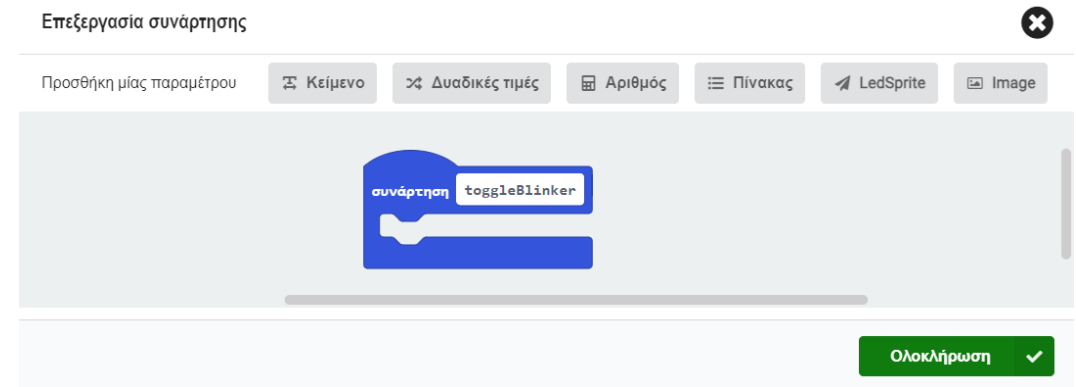 Επεξεργασία συνάρτησης
Προσθήκη μίας παραμέτρου Κείμενο Δυαδικές τιμές Αριθμός Πίνακας LedSprite Image
συνάρτηση toggleBlinker
Ολοκλήρωση